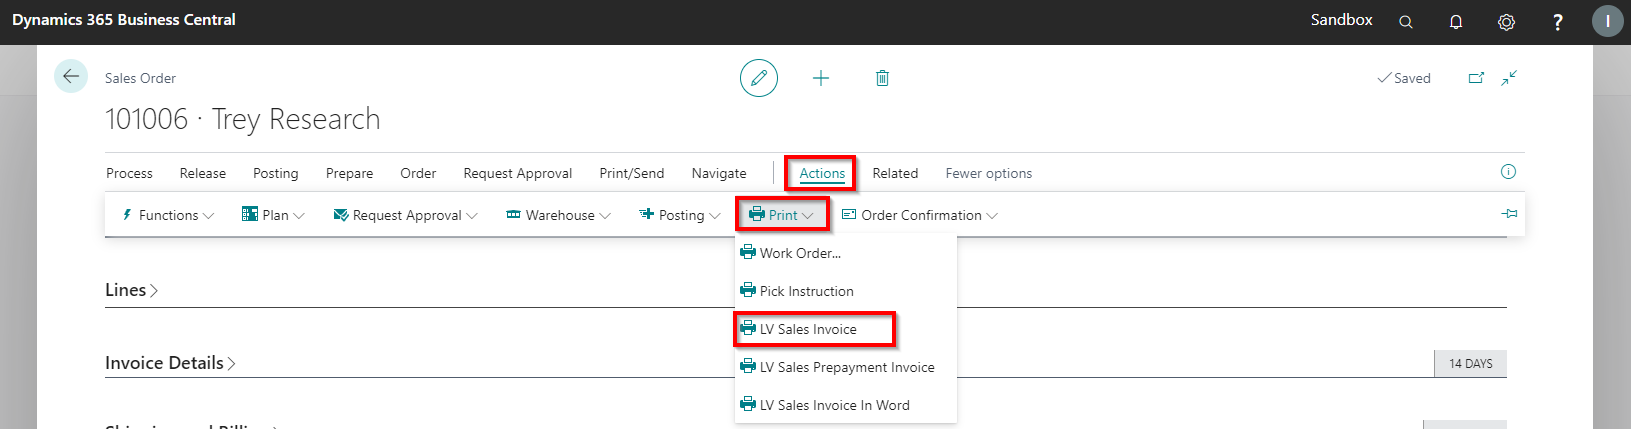 Dynamics 365 Business Central
Sandbox
?
I
Sales Order
Saved
101006 · Trey Research
Process Release Posting Prepare Order Request Approval Print/Send Navigate Actions Related Fewer options
Functions Plan Request Approval Warehouse Posting Print Order Confirmation
Work Order...
Pick Instruction
Lines
LV Sales Invoice
Invoice Details
14 DAYS
LV Sales Prepayment Invoice
LV Sales Invoice In Word